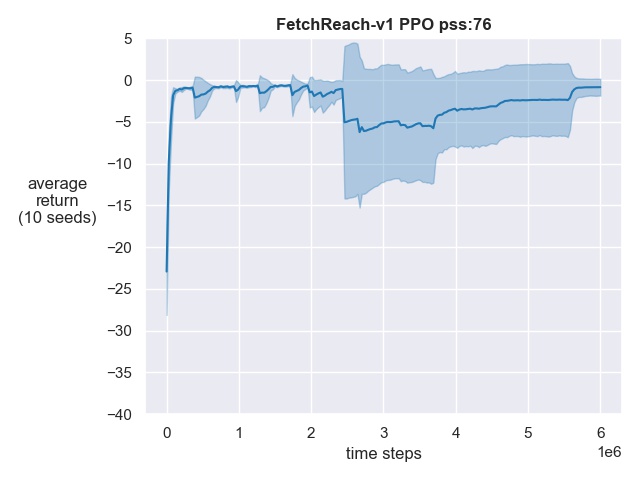 FetchReach-v1 PPO pss:76
5
0
−5
−10
−15
−20
−25
−30
−35
−40
average
return
(10 seeds)
0 1 2 3 4 5 6
time steps
1e6